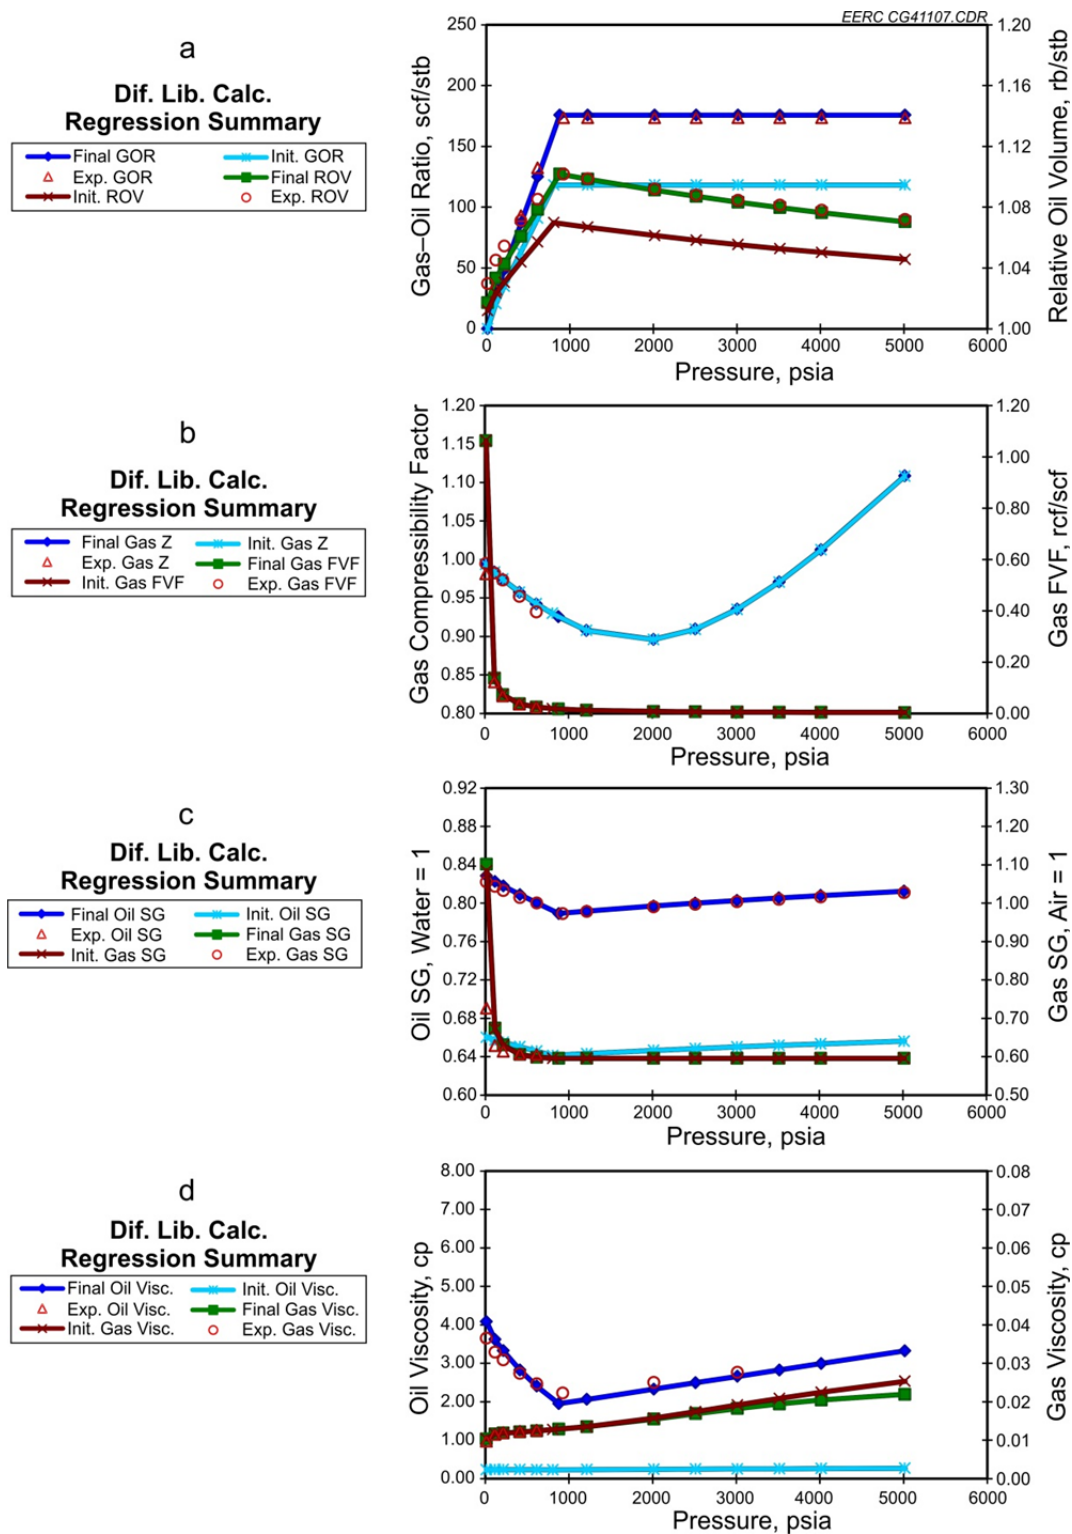 EERC CG41107.CDR
a
Dif. Lib. Calc.
Regression Summary
Final GOR Init. GOR
Exp. GOR Final ROV
Init. ROV Exp. ROV
Gas–Oil Ratio, scf/stb
250
200
150
100
50
0
Relative Oil Volume, rb/stb
1.20
1.16
1.12
1.08
1.04
1.00
0 1000 2000 3000 4000 5000 6000
Pressure, psia
b
Dif. Lib. Calc.
Regression Summary
Final Gas Z Init. Gas Z
Exp. Gas Z Final Gas FVF
Init. Gas FVF Exp. Gas FVF
Gas Compressibility Factor
1.20
1.15
1.10
1.05
1.00
0.95
0.90
0.85
0.80
Gas FVF, rcf/scf
1.20
1.00
0.80
0.60
0.40
0.20
0.00
0 1000 2000 3000 4000 5000 6000
Pressure, psia
c
Dif. Lib. Calc.
Regression Summary
Final Oil SG Init. Oil SG
Exp. Oil SG Final Gas SG
Init. Gas SG Exp. Gas SG
Oil SG, Water = 1
0.92
0.88
0.84
0.80
0.76
0.72
0.68
0.64
0.60
Gas SG, Air = 1
1.30
1.20
1.10
1.00
0.90
0.80
0.70
0.60
0.50
0 1000 2000 3000 4000 5000 6000
Pressure, psia
d
Dif. Lib. Calc.
Regression Summary
Final Oil Visc. Init. Oil Visc.
Exp. Oil Visc. Final Gas Visc.
Init. Gas Visc. Exp. Gas Visc.
Oil Viscosity, cp
8.00
7.00
6.00
5.00
4.00
3.00
2.00
1.00
0.00
Gas Viscosity, cp
0.08
0.07
0.06
0.05
0.04
0.03
0.02
0.01
0.00
0 1000 2000 3000 4000 5000 6000
Pressure, psia